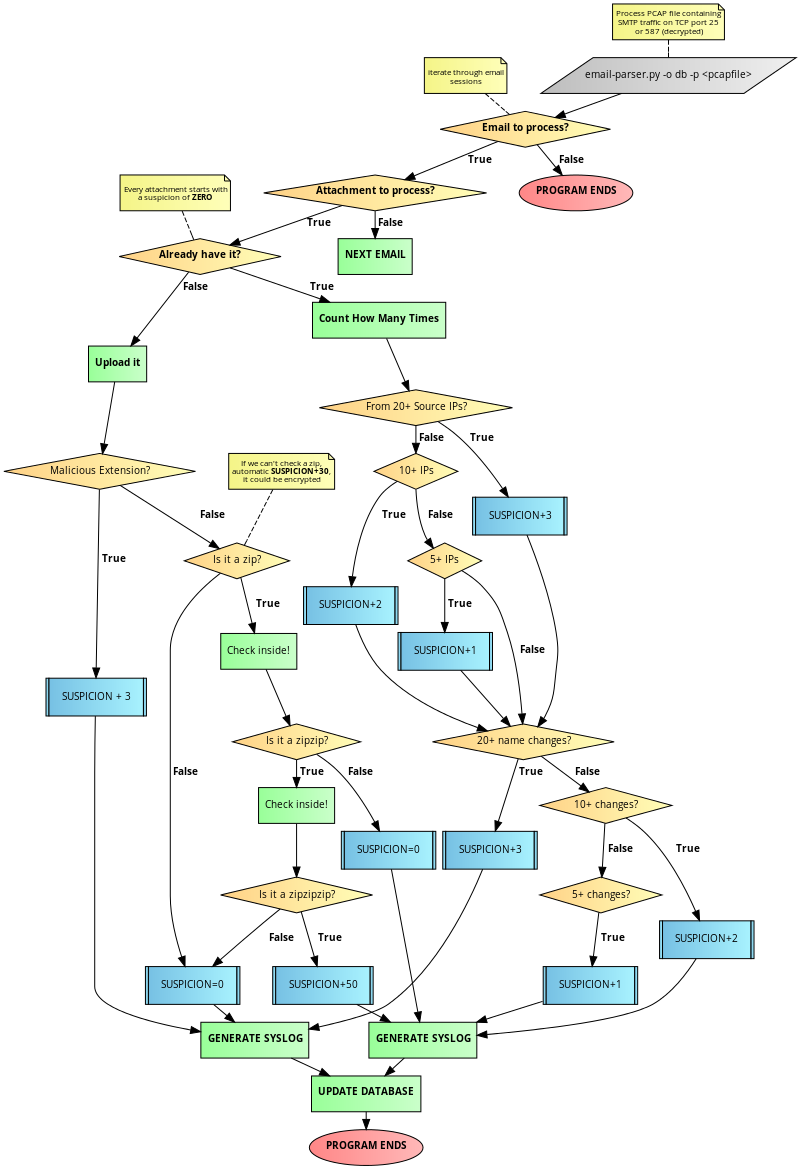 Process PCAP file containing
SMTP traffic on TCP port 25
or 587 (decrypted)
iterate through email
sessions
email-parser.py -o db -p <pcapfile>
Email to process?
True
False
Every attachment starts with
a suspicion of ZERO
Attachment to process?
PROGRAM ENDS
True
False
Already have it?
NEXT EMAIL
False
True
Count How Many Times
Upload it
From 20+ Source IPs?
False
True
If we can't check a zip,
automatic SUSPICION+30,
it could be encrypted
Malicious Extension?
10+ IPs
False
True
False
SUSPICION+3
True
Is it a zip?
5+ IPs
True
SUSPICION+2
True
Check inside!
SUSPICION+1
False
SUSPICION + 3
Is it a zipzip?
20+ name changes?
False
True
False
True
False
Check inside!
10+ changes?
SUSPICION=0
SUSPICION+3
False
True
Is it a zipzipzip?
5+ changes?
False
True
True
SUSPICION+2
SUSPICION=0
SUSPICION+50
SUSPICION+1
GENERATE SYSLOG
GENERATE SYSLOG
UPDATE DATABASE
PROGRAM ENDS